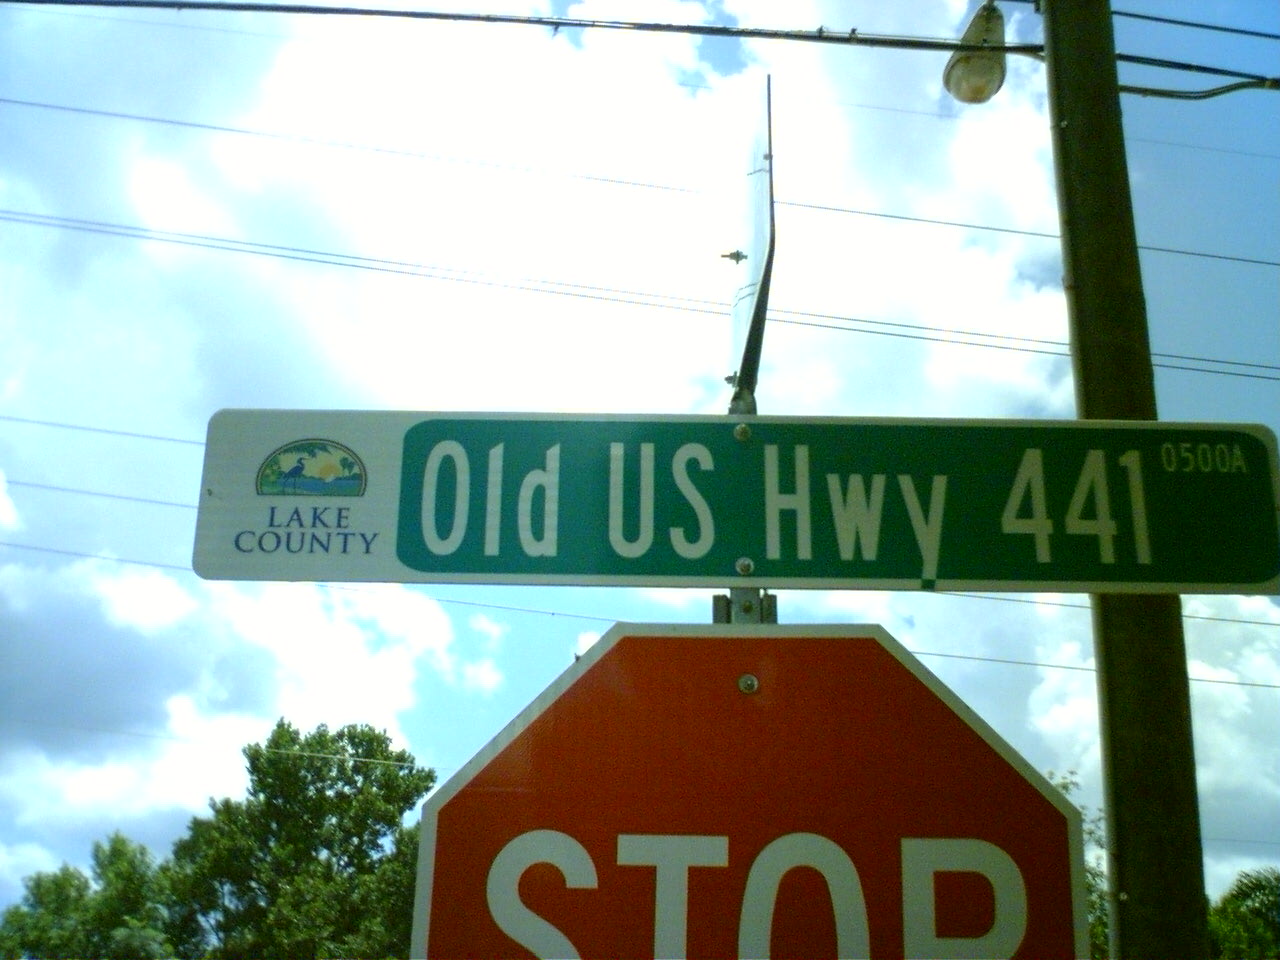 LAKE
COUNTY
Old US Hwy 441 0500A
STOP